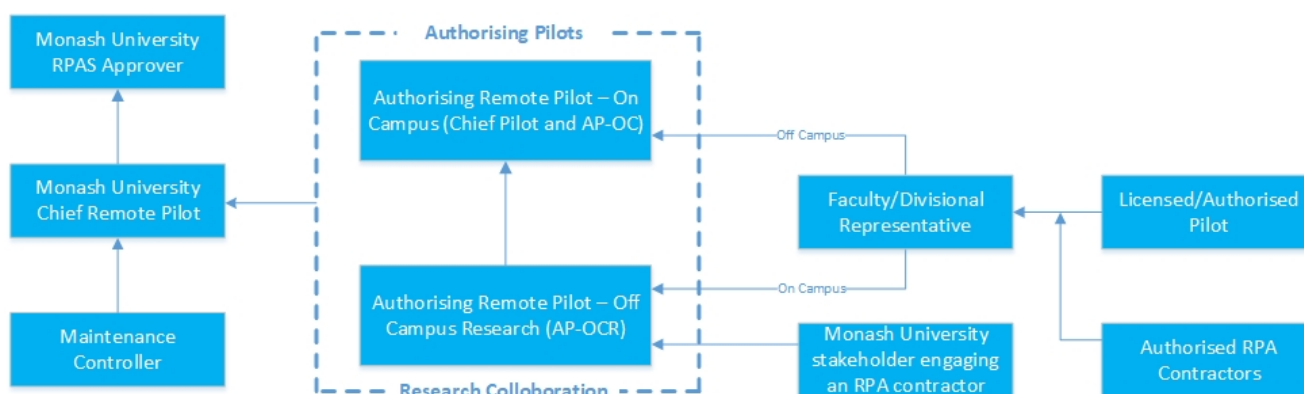 Monash University
RPAS Approver
Monash University
Chief Remote Pilot
Maintenance
Controller
Authorising Pilots
Authorising Remote Pilot – On
Campus (Chief Pilot and AP-OC)
Authorising Remote Pilot – Off
Campus Research (AP-OCR)
Research Colloboration
Off Campus
On Campus
Faculty/Divisional
Representative
Monash University
stakeholder engaging
an RPA contractor
Licensed/Authorised
Pilot
Authorised RPA
Contractors